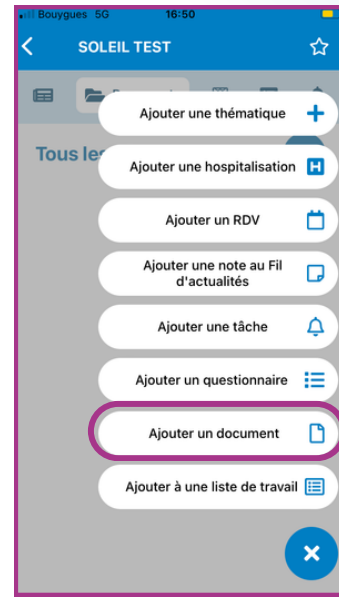 Bouygues 5G 16:50
SOLEIL TEST
Tous les
Ajouter une thématique
Ajouter une hospitalisation H
Ajouter un RDV
Ajouter une note au Fil
d'actualités
Ajouter une tâche
Ajouter un questionnaire
Ajouter un document
Ajouter à une liste de travail